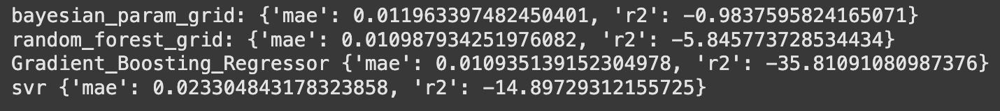 bayesian_param_grid: {'mae': 0.011963397482450401, 'r2': -0.9837595824165071}
random_forest_grid: {'mae': 0.010987934251976082, 'r2': -5.845773728534434}
Gradient_Boosting_Regressor {'mae': 0.010935139152304978, 'r2': -35.81091080987376}
svr {'mae': 0.023304843178323858, 'r2': -14.89729312155725}